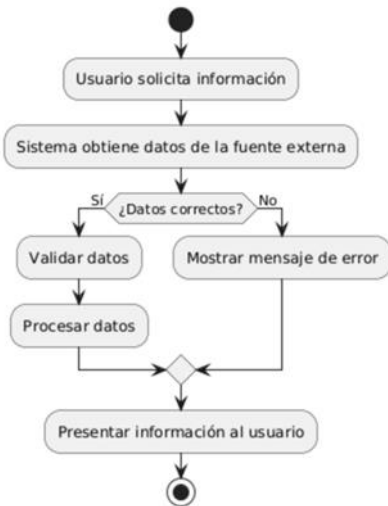 Usuario solicita información
Sistema obtiene datos de la fuente externa
¿Datos correctos?
Sí
No
Validar datos
Mostrar mensaje de error
Procesar datos
Presentar información al usuario